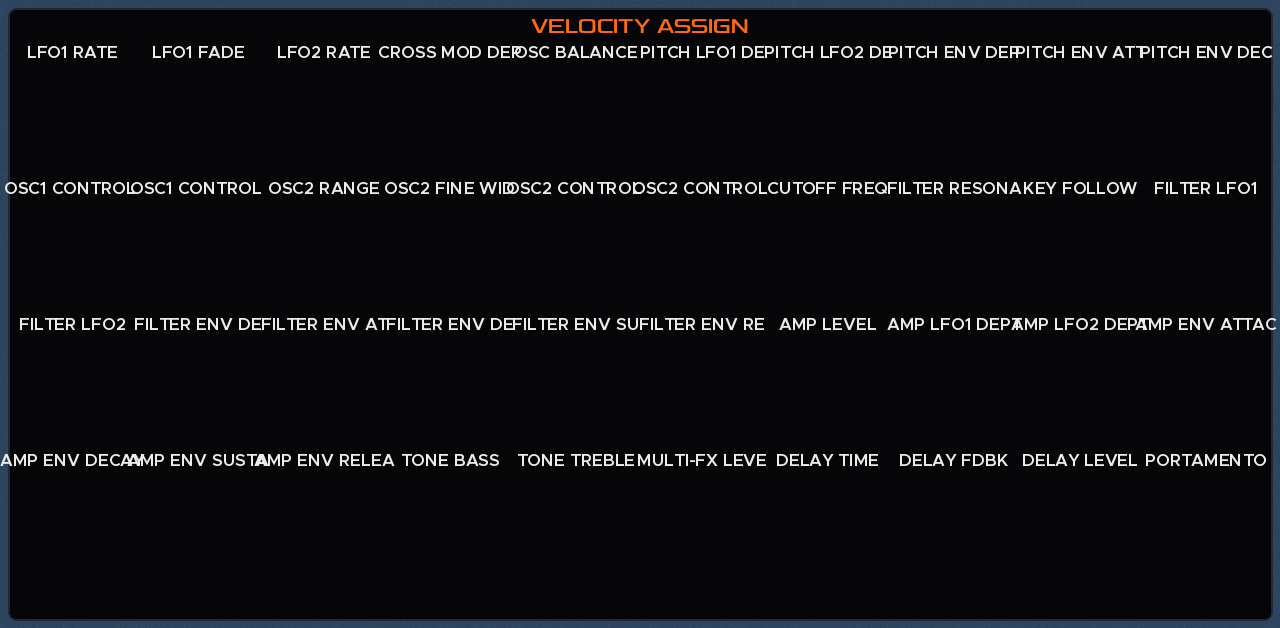 VELOCITY ASSIGN
LFO1 RATE LFO1 FADE LFO2 RATE CROSS MOD DEP OSC BALANCE PITCH LFO1 DE PITCH LFO2 DE PITCH ENV DEP PITCH ENV ATT PITCH ENV DEC
OSC1 CONTROL OSC1 CONTROL OSC2 RANGE OSC2 FINE WID OSC2 CONTROL OSC2 CONTROL CUTOFF FREQ FILTER RESONA KEY FOLLOW FILTER LFO1
FILTER LFO2 FILTER ENV DE FILTER ENV AT FILTER ENV DE FILTER ENV SU FILTER ENV RE AMP LEVEL AMP LFO1 DEPT AMP LFO2 DEPT AMP ENV ATTAC
AMP ENV DECAY AMP ENV SUSTA AMP ENV RELEA TONE BASS TONE TREBLE MULTI-FX LEVE DELAY TIME DELAY FDBK DELAY LEVEL PORTAMENTO